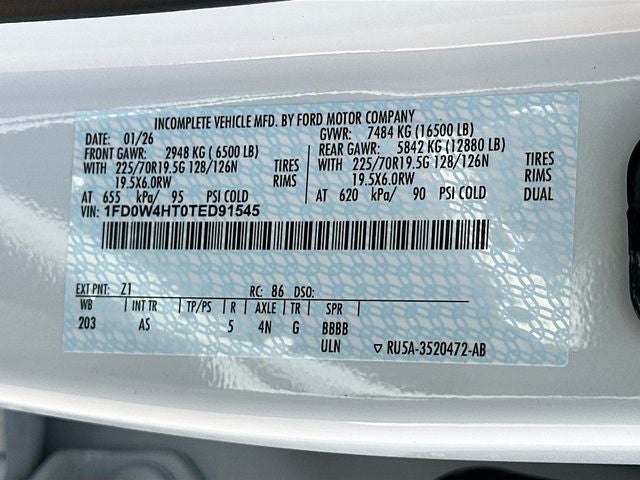 INCOMPLETE VEHICLE MFD. BY FORD MOTOR COMPANY
DATE: 01/26 GVWR: 7484 KG (16500 LB)
FRONT GAWR: 2948 KG ( 6500 LB) REAR GAWR: 5842 KG (12880 LB)
WITH 225/70R19.5G 128/126N TIRES WITH 225/70R19.5G 128/126N TIRES
19.5X6.0RW RIMS 19.5X6.0RW RIMS
AT 655 kPa/ 95 PSI COLD AT 620 kPa/ 90 PSI COLD DUAL
VIN: 1FD0W4HT0TED91545
EXT PNT: Z1 RC: 86 DSO:
WB INT TR TP/PS R AXLE TR SPR
203 AS 5 4N G BBBB
ULN ▽ RU5A-3520472-AB